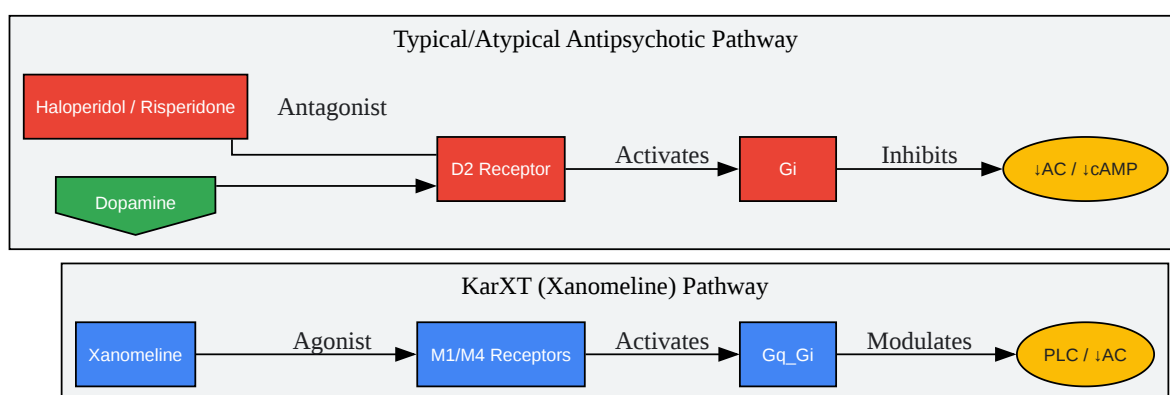 Typical/Atypical Antipsychotic Pathway
Haloperidol / Risperidone
Antagonist
D2 Receptor
Activates
Gi
Inhibits
↓AC / ↓cAMP
Dopamine
KarXT (Xanomeline) Pathway
Xanomeline
Agonist
M1/M4 Receptors
Activates
Gq_Gi
Modulates
PLC / ↓AC